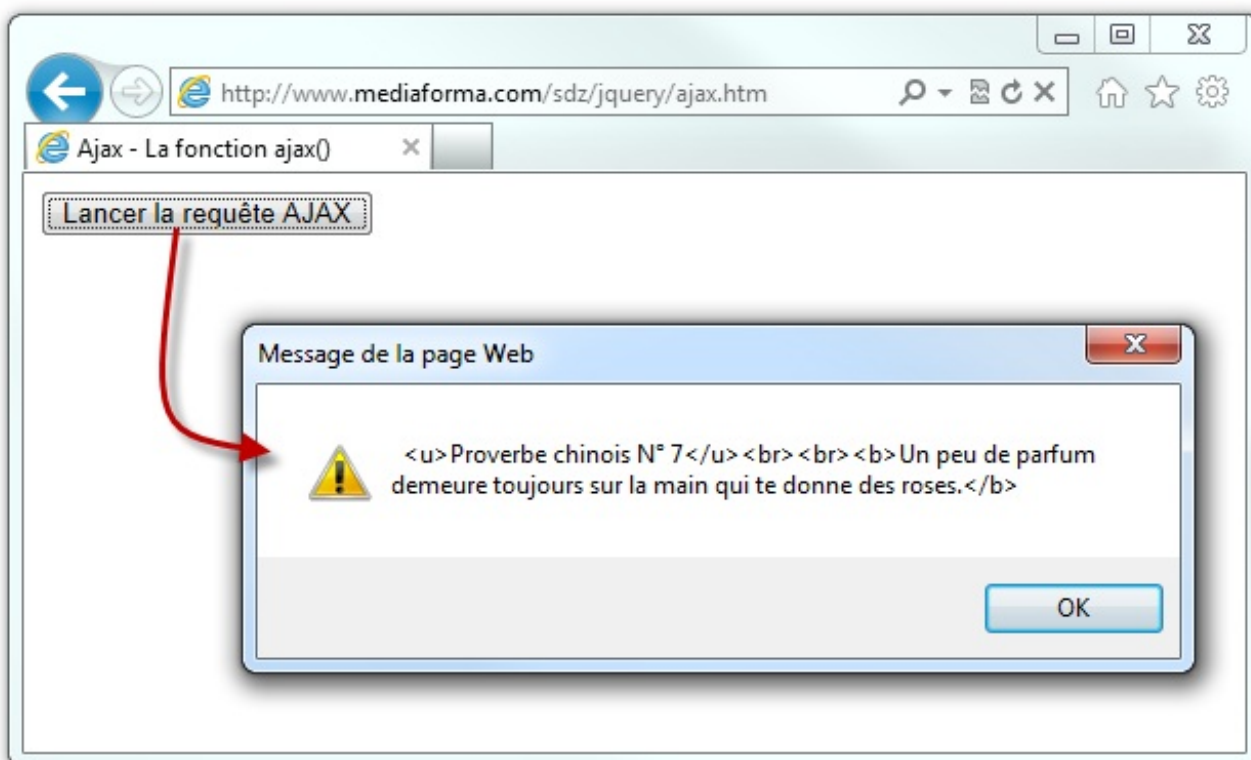 http://www.mediaforma.com/sdz/jquery/ajax.htm
Ajax - La fonction ajax()
Lancer la requête AJAX
Message de la page Web
<u>Proverbe chinois N° 7</u><br><br><b>Un peu de parfum
demeure toujours sur la main qui te donne des roses.</b>
OK